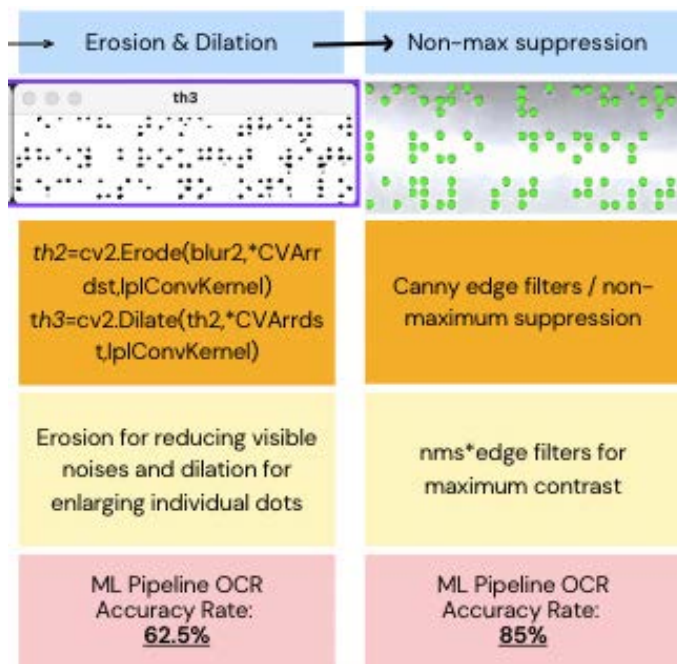 Erosion & Dilation
Non-max suppression
th3
th2=cv2.Erode(blur2,*CVArr
dst,IplConvKernel)
th3=cv2.Dilate(th2,*CVArrds
t,IplConvKernel)
Canny edge filters / non-
maximum suppression
Erosion for reducing visible
noises and dilation for
enlarging individual dots
nms*edge filters for
maximum contrast
ML Pipeline OCR
Accuracy Rate:
62.5%
ML Pipeline OCR
Accuracy Rate:
85%